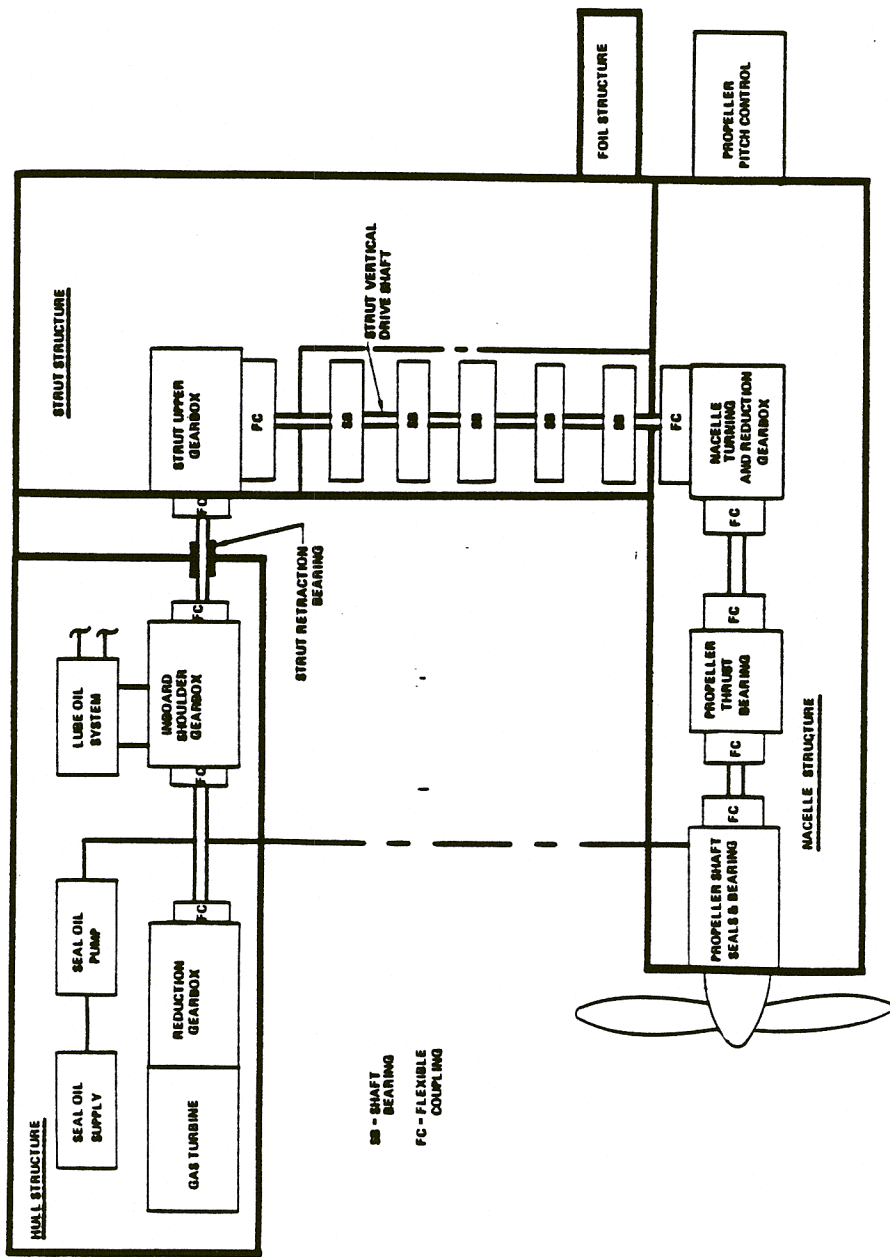 HULL STRUCTURE
SEAL OIL
SUPPLY
SEAL OIL
PUMP
LUBE OIL
SYSTEM
GAS TURBINE
REDUCTION
GEARBOX
FC
FC
INBOARD
SHOULDER
GEARBOX
FC
STRUT RETRACTION
BEARING
STRUT STRUCTURE
FC
STRUT UPPER
GEARBOX
FC
STRUT VERTICAL
DRIVE SHAFT
SB
SB
SB
SB
SB
FC
NACELLE
TURNING
AND REDUCTION
GEARBOX
FC
FC
PROPELLER
THRUST
BEARING
FC
FC
PROPELLER SHAFT
SEALS & BEARING
NACELLE STRUCTURE
FOIL STRUCTURE
PROPELLER
PITCH CONTROL
SB = SHAFT
BEARING
FC = FLEXIBLE
COUPLING